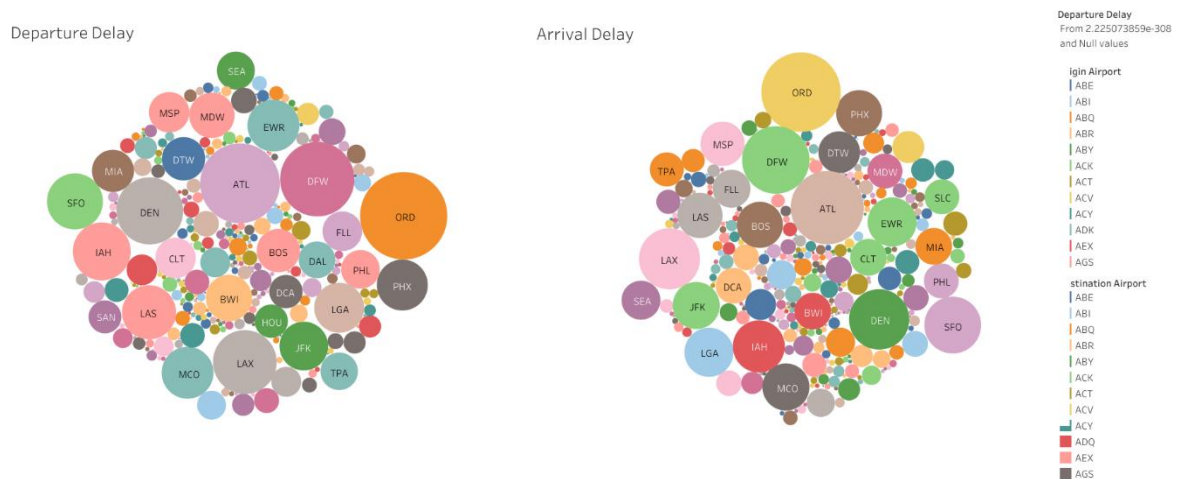 Departure Delay
SEA
MSP
MDW
EWR
DTW
MIA
ATL
DFW
SFO
DEN
ORD
FLL
IAH
CLT
BOS
DAL
PHL
PHX
DCA
SAN
LAS
BWI
LGA
HOU
JFK
MCO
LAX
TPA
Arrival Delay
ORD
PHX
MSP
DFW
DTW
TPA
MDW
FLL
SLC
LAS
ATL
BOS
EWR
MIA
LAX
CLT
DCA
PHL
SEA
JFK
BWI
DEN
SFO
LGA
IAH
MCO
Departure Delay
From 2.225073859e-308
and Null values
igin Airport
ABE
ABI
ABQ
ABR
ABY
ACK
ACT
ACV
ACY
ADK
AEX
AGS
stination Airport
ABE
ABI
ABQ
ABR
ABY
ACK
ACT
ACV
ACY
ADQ
AEX
AGS